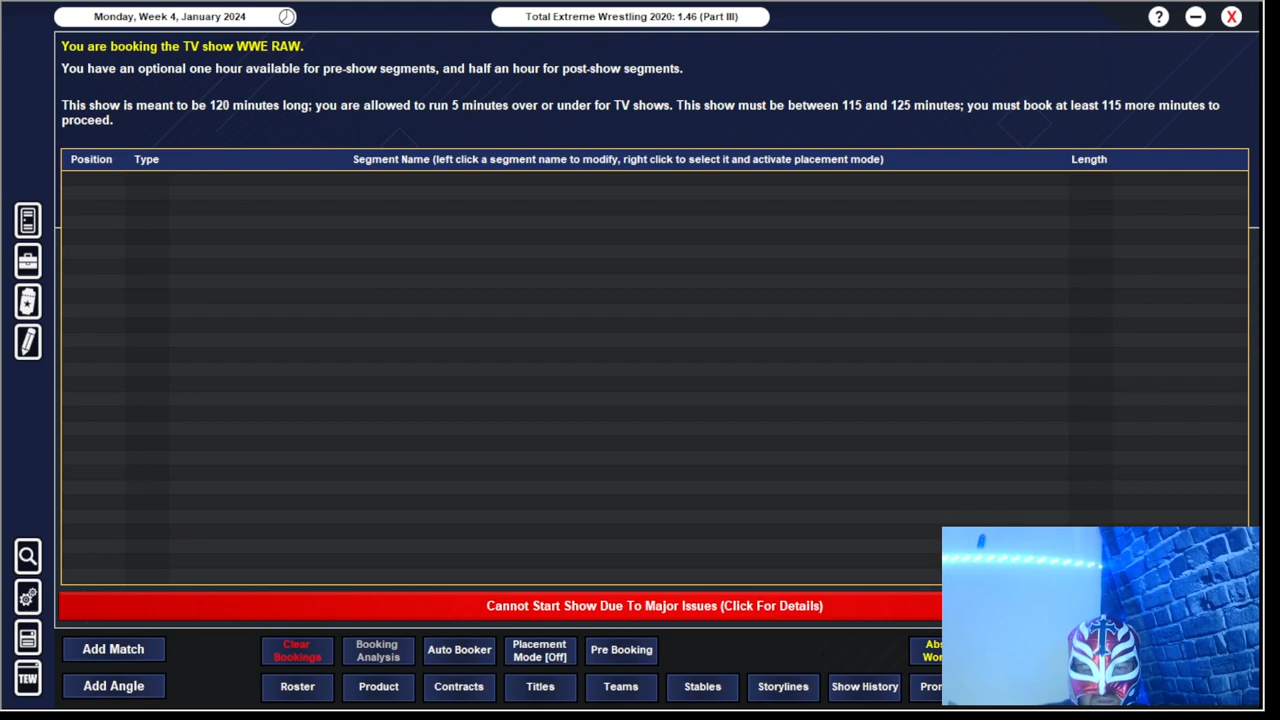 Monday, Week 4, January 2024
Total Extreme Wrestling 2020: 1.46 (Part III)
?
X
You are booking the TV show WWE RAW.
You have an optional one hour available for pre-show segments, and half an hour for post-show segments.
This show is meant to be 120 minutes long; you are allowed to run 5 minutes over or under for TV shows. This show must be between 115 and 125 minutes; you must book at least 115 more minutes to
proceed.
Position Type Segment Name (left click a segment name to modify, right click to select it and activate placement mode) Length
Cannot Start Show Due To Major Issues (Click For Details)
Add Match
Clear
Bookings
Booking
Analysis
Auto Booker
Placement
Mode [Off]
Pre Booking
TEW
Add Angle
Roster
Product
Contracts
Titles
Teams
Stables
Storylines
Show History